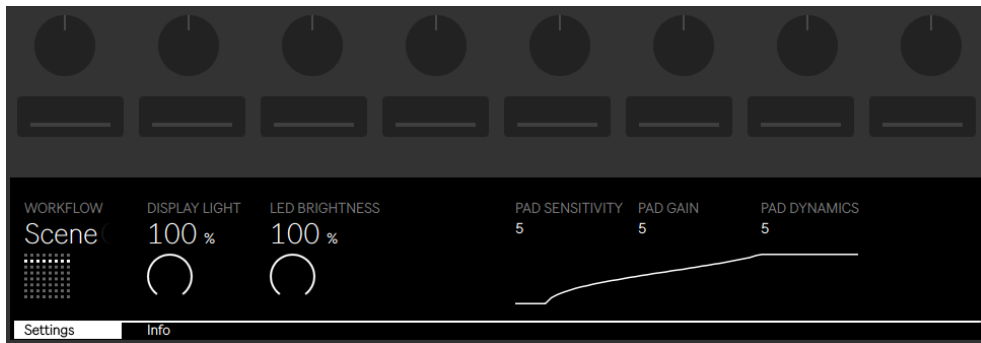 WORKFLOW DISPLAY LIGHT LED BRIGHTNESS PAD SENSITIVITY PAD GAIN PAD DYNAMICS
Scene 100 % 100 % 5 5 5
Settings Info